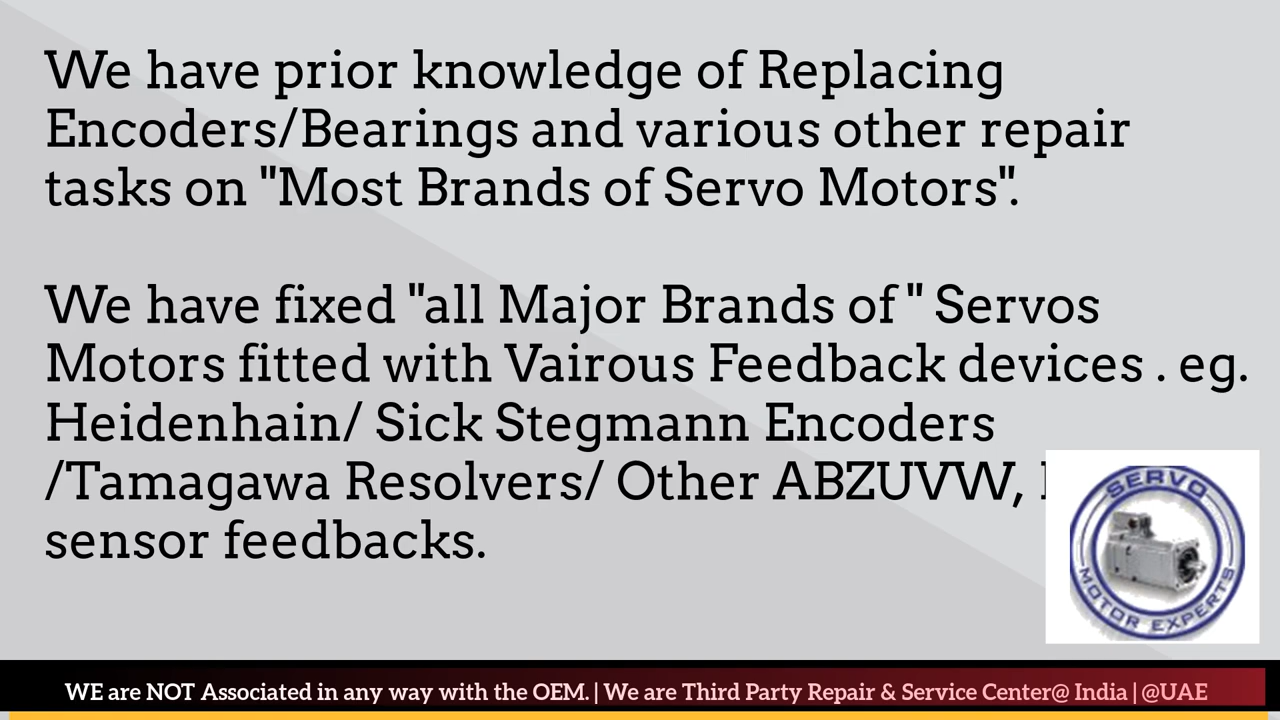 We have prior knowledge of Replacing
Encoders/Bearings and various other repair
tasks on "Most Brands of Servo Motors".
We have fixed "all Major Brands of " Servos
Motors fitted with Vairous Feedback devices . eg.
Heidenhain/ Sick Stegmann Encoders
/Tamagawa Resolvers/ Other ABZUVW,
sensor feedbacks.
SERVO
MOTOR EXPERTS
WE are NOT Associated in any way with the OEM. | We are Third Party Repair & Service Center@ India | @UAE